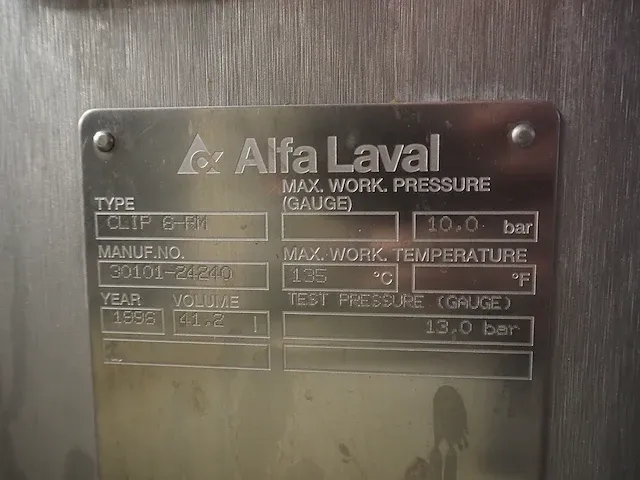 Alfa Laval
MAX. WORK. PRESSURE
(GAUGE)
TYPE
CLIP 6-RM
10.0 bar
MANUF.NO.
30101-24240
MAX. WORK. TEMPERATURE
135 °C
°F
YEAR
VOLUME
1996
41.2 l
TEST PRESSURE (GAUGE)
13.0 bar